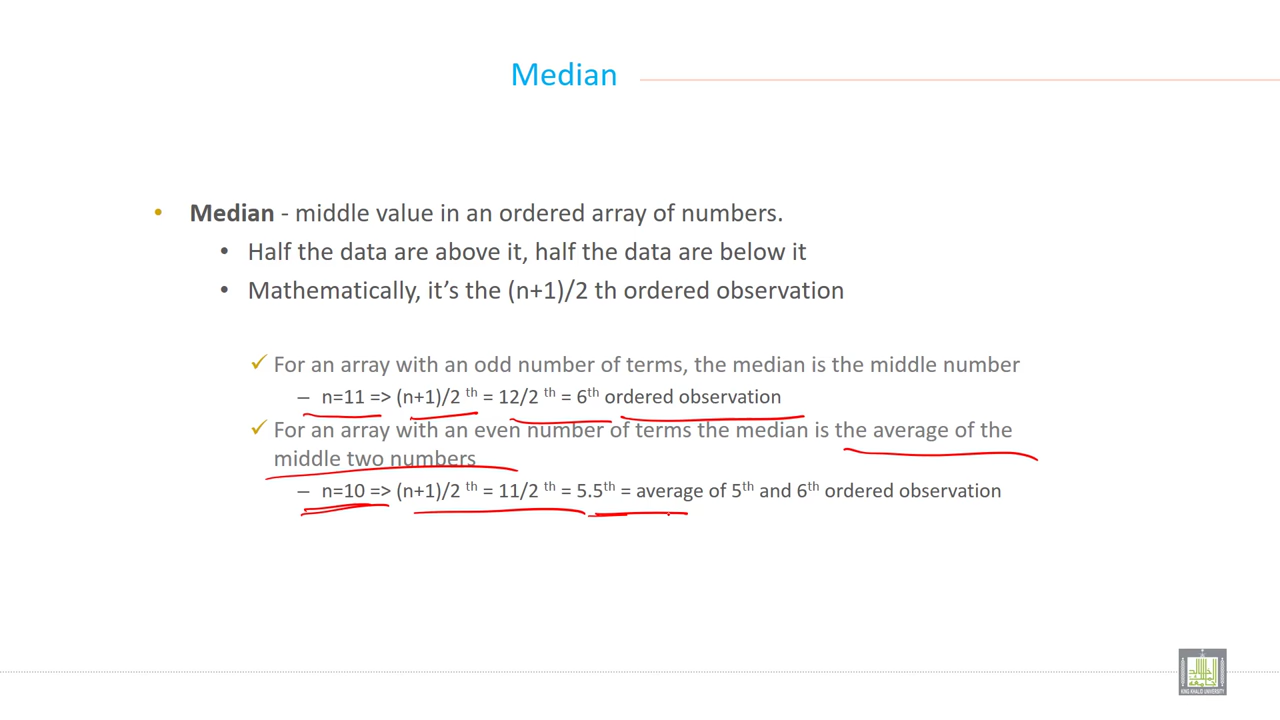 Median
• Median - middle value in an ordered array of numbers.
• Half the data are above it, half the data are below it
• Mathematically, it’s the (n+1)/2 th ordered observation
✓ For an array with an odd number of terms, the median is the middle number
– n=11 => (n+1)/2 th = 12/2 th = 6th ordered observation
✓ For an array with an even number of terms the median is the average of the
middle two numbers
– n=10 => (n+1)/2 th = 11/2 th = 5.5th = average of 5th and 6th ordered observation
KING KHALID UNIVERSITY